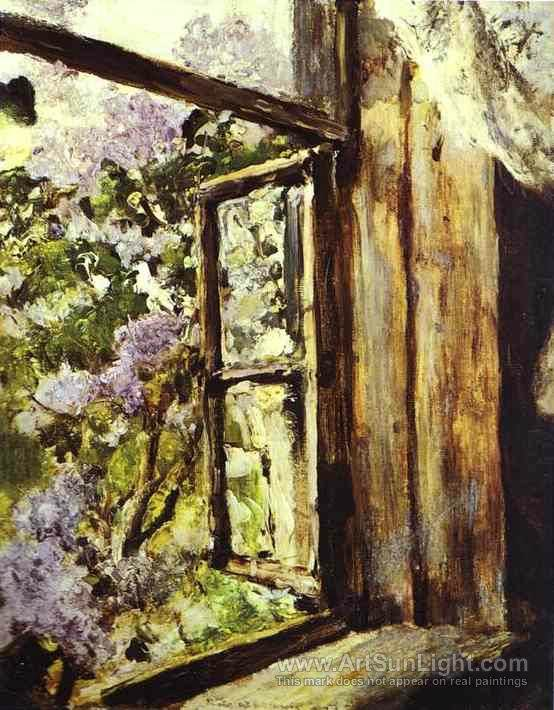 www.ArtSunLight.com
This mark does not appear on real paintings